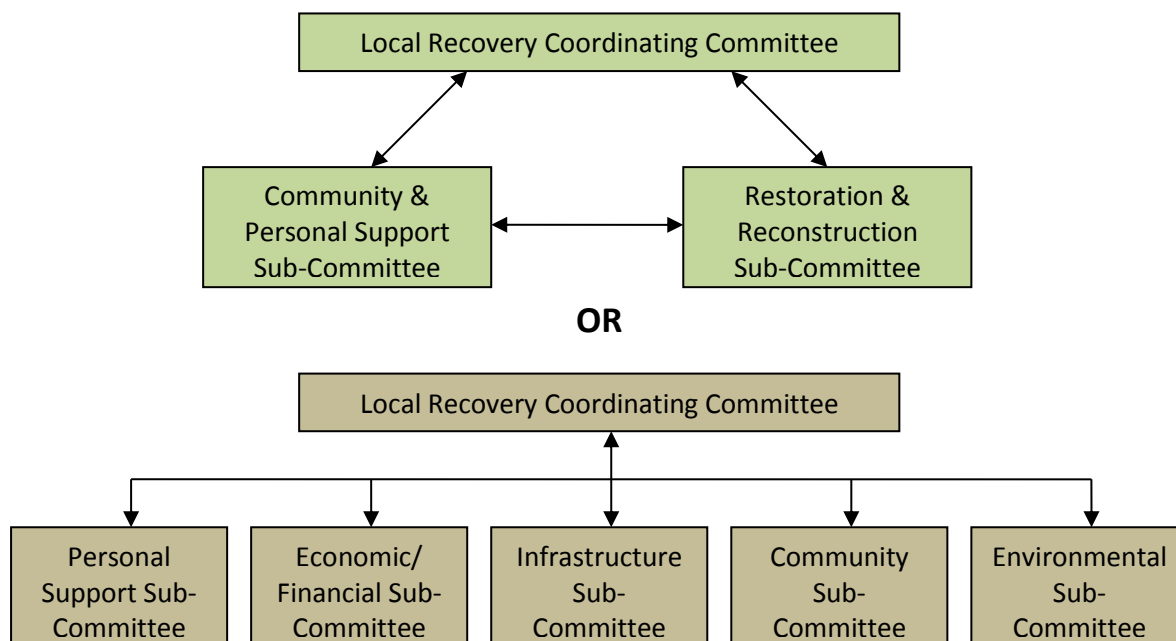 Local Recovery Coordinating Committee
Community &
Personal Support
Sub-Committee
Restoration &
Reconstruction
Sub-Committee
OR
Local Recovery Coordinating Committee
Personal
Support Sub-
Committee
Economic/
Financial Sub-
Committee
Infrastructure
Sub-
Committee
Community
Sub-
Committee
Environmental
Sub-
Committee